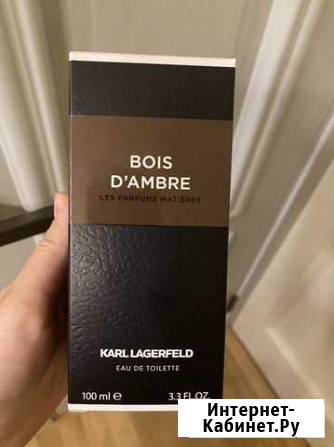 BOIS
D'AMBRE
LES PARFUMS MATIÈRES
KARL LAGERFELD
EAU DE TOILETTE
100 ml e 3.3 FL.OZ.
Интернет-
Кабинет.Ру